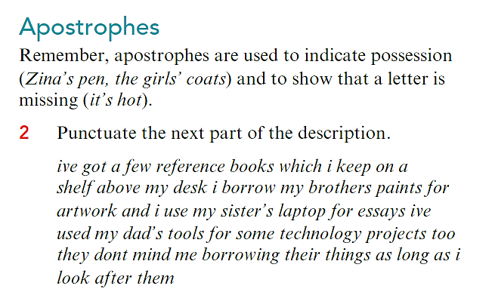 Apostrophes
Remember, apostrophes are used to indicate possession
(Zina’s pen, the girls’ coats) and to show that a letter is
missing (it’s hot).
2 Punctuate the next part of the description.
ive got a few reference books which i keep on a
shelf above my desk i borrow my brothers paints for
artwork and i use my sister’s laptop for essays ive
used my dad’s tools for some technology projects too
they dont mind me borrowing their things as long as i
look after them